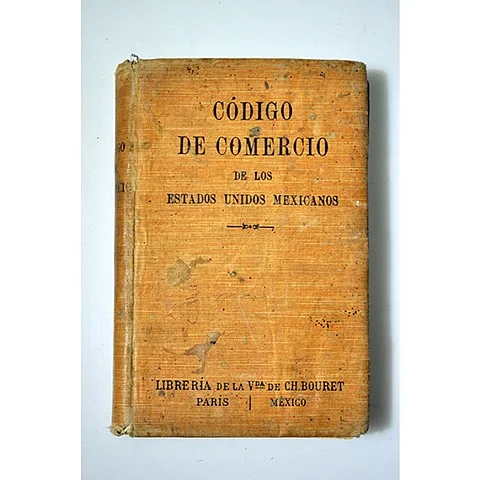 CÓDIGO
DE COMERCIO
DE LOS
ESTADOS UNIDOS MEXICANOS
LIBRERÍA DE LA VDA DE CH. BOURET
PARIS | MÉXICO